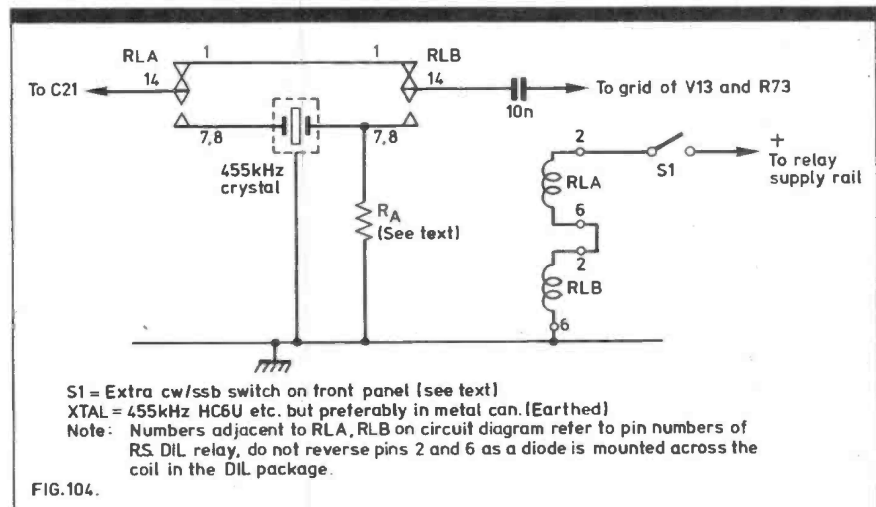 RLA 1 1 RLB
14 14
To C21 To grid of V13 and R73
10n
7,8 7,8
455kHz
crystal
RA
(See text)
2
S1
+
To relay
supply rail
RLA
6
2
RLB
6
S1 = Extra cw/ssb switch on front panel (see text)
XTAL = 455kHz HC6U etc. but preferably in metal can. (Earthed)
Note: Numbers adjacent to RLA, RLB on circuit diagram refer to pin numbers of
RS. DIL relay, do not reverse pins 2 and 6 as a diode is mounted across the
coil in the DIL package.
FIG.104.